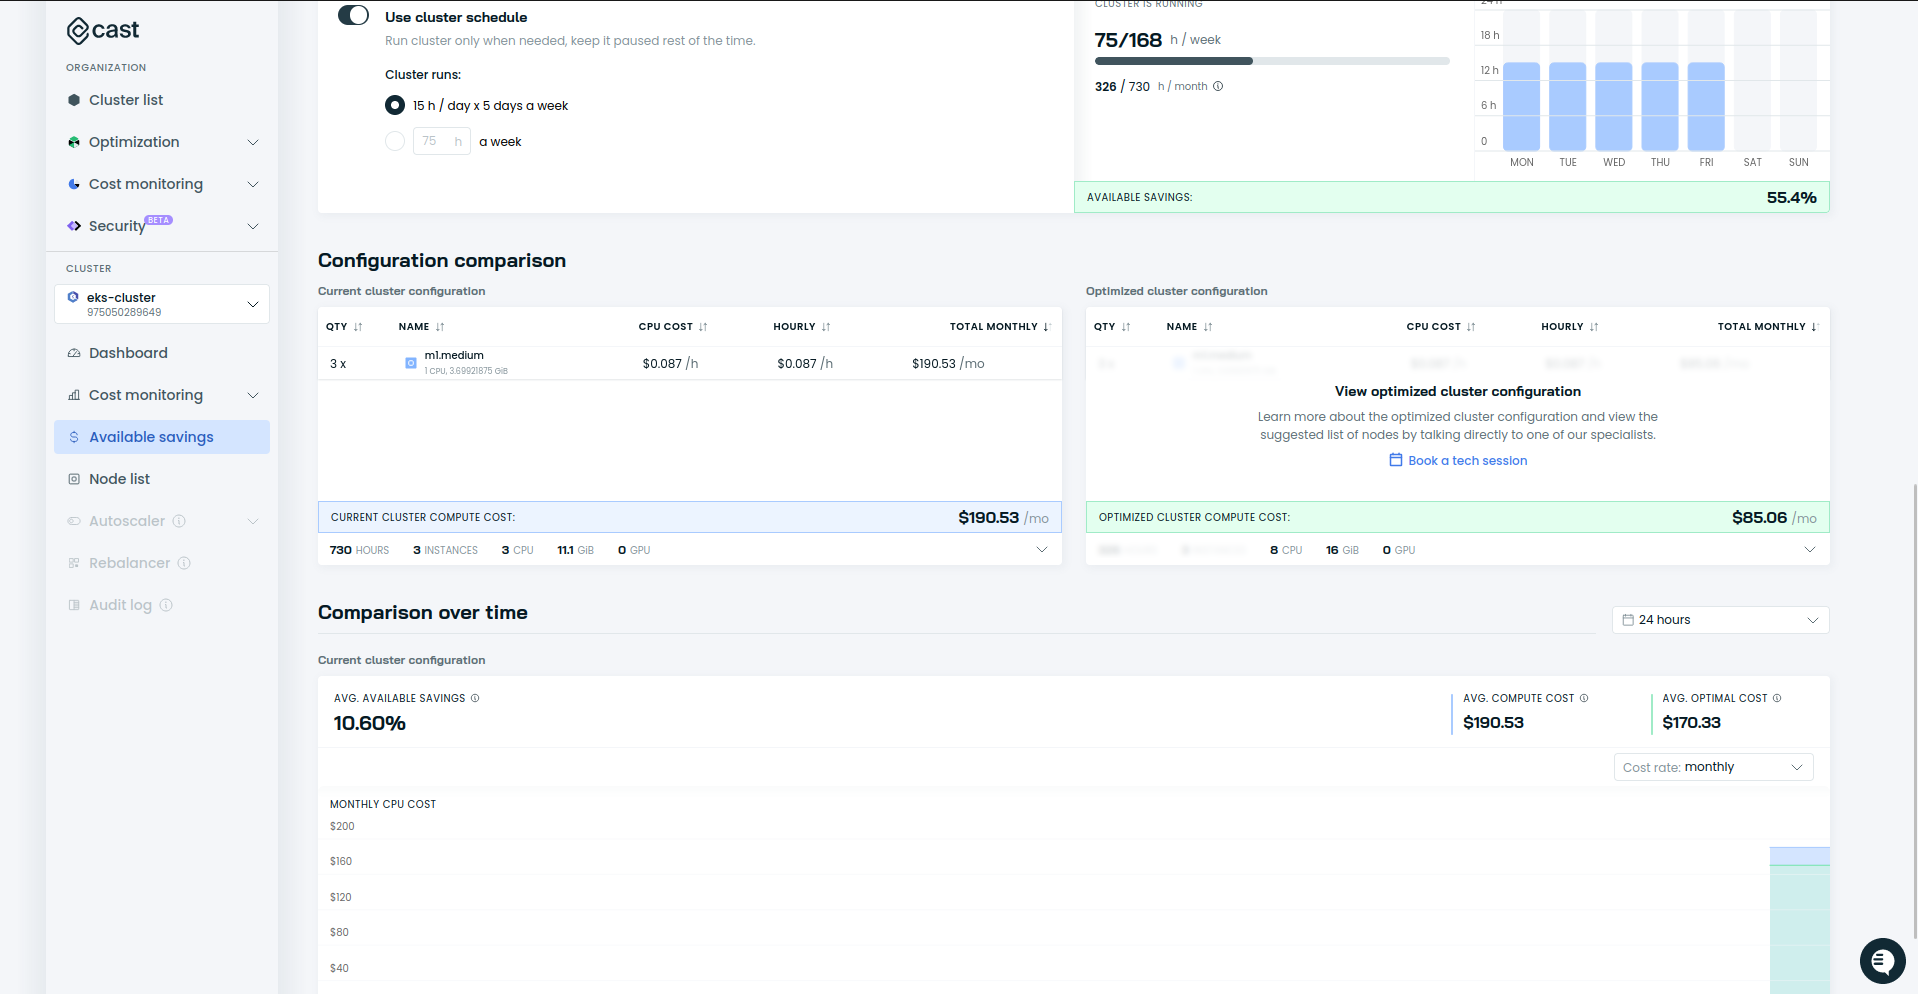 cast
ORGANIZATION
Cluster list
Optimization
Cost monitoring
Security BETA
CLUSTER
eks-cluster
975050289649
Dashboard
Cost monitoring
Available savings
Node list
Autoscaler
Rebalancer
Audit log
Use cluster schedule
Run cluster only when needed, keep it paused rest of the time.
Cluster runs:
15 h / day x 5 days a week
75 h a week
CLUSTER IS RUNNING
75/168 h / week
326 / 730 h / month
24 h
18 h
12 h
6 h
0
MON TUE WED THU FRI SAT SUN
AVAILABLE SAVINGS: 55.4%
Configuration comparison
Current cluster configuration
QTY NAME CPU COST HOURLY TOTAL MONTHLY
3 x m1.medium $0.087 /h $0.087 /h $190.53 /mo
1 CPU, 3.69921875 GiB
CURRENT CLUSTER COMPUTE COST: $190.53 /mo
730 HOURS 3 INSTANCES 3 CPU 11.1 GiB 0 GPU
Optimized cluster configuration
QTY NAME CPU COST HOURLY TOTAL MONTHLY
View optimized cluster configuration
Learn more about the optimized cluster configuration and view the
suggested list of nodes by talking directly to one of our specialists.
Book a tech session
OPTIMIZED CLUSTER COMPUTE COST: $85.06 /mo
8 CPU 16 GiB 0 GPU
Comparison over time
24 hours
Current cluster configuration
AVG. AVAILABLE SAVINGS
10.60%
AVG. COMPUTE COST
$190.53
AVG. OPTIMAL COST
$170.33
Cost rate: monthly
MONTHLY CPU COST
$200
$160
$120
$80
$40